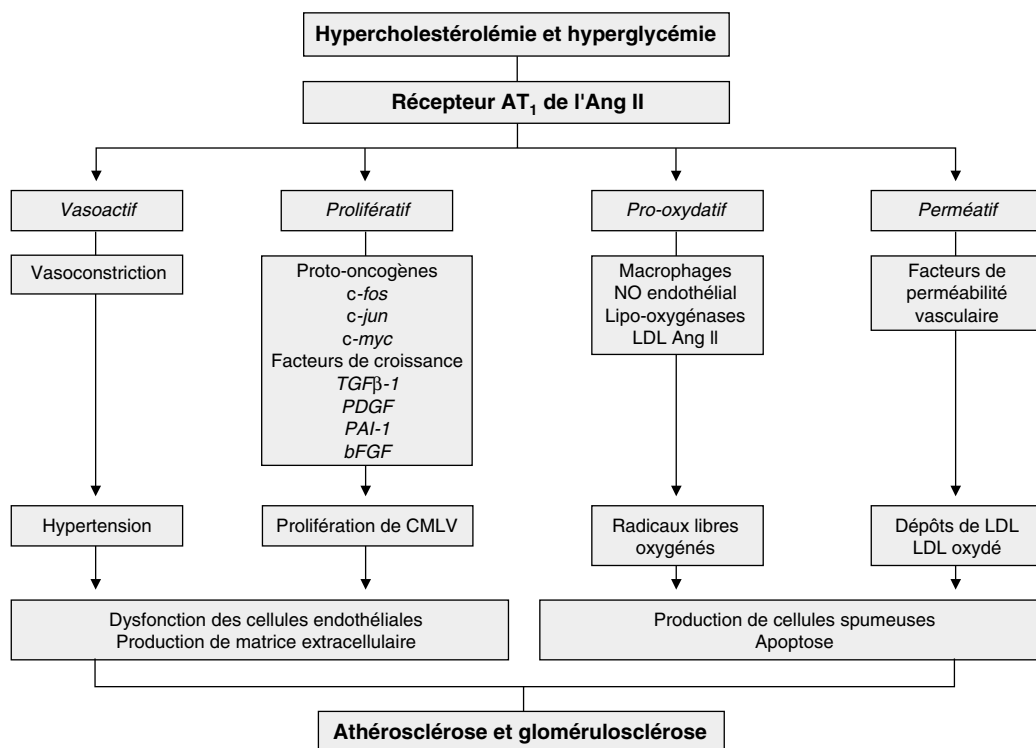 Hypercholestérolémie et hyperglycémie
Récepteur AT1 de l'Ang II
Vasoactif
Prolifératif
Pro-oxydatif
Perméatif
Vasoconstriction
Proto-oncogènes
c-fos
c-jun
c-myc
Facteurs de croissance
TGFβ-1
PDGF
PAI-1
bFGF
Macrophages
NO endothélial
Lipo-oxygénases
LDL Ang II
Facteurs de
perméabilité
vasculaire
Hypertension
Prolifération de CMLV
Radicaux libres
oxygénés
Dépôts de LDL
LDL oxydé
Dysfonction des cellules endothéliales
Production de matrice extracellulaire
Production de cellules spumeuses
Apoptose
Athérosclérose et glomérulosclérose